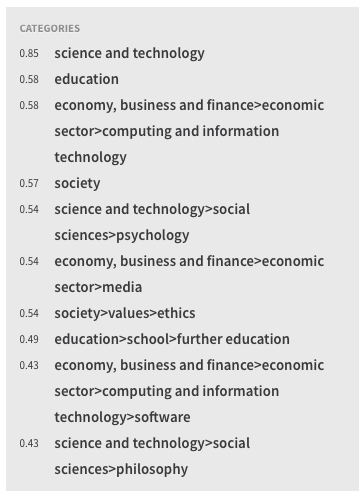 CATEGORIES
0.85 science and technology
0.58 education
0.58 economy, business and finance>economic
sector>computing and information
technology
0.57 society
0.54 science and technology>social
sciences>psychology
0.54 economy, business and finance>economic
sector>media
0.54 society>values>ethics
0.49 education>school>further education
0.43 economy, business and finance>economic
sector>computing and information
technology>software
0.43 science and technology>social
sciences>philosophy